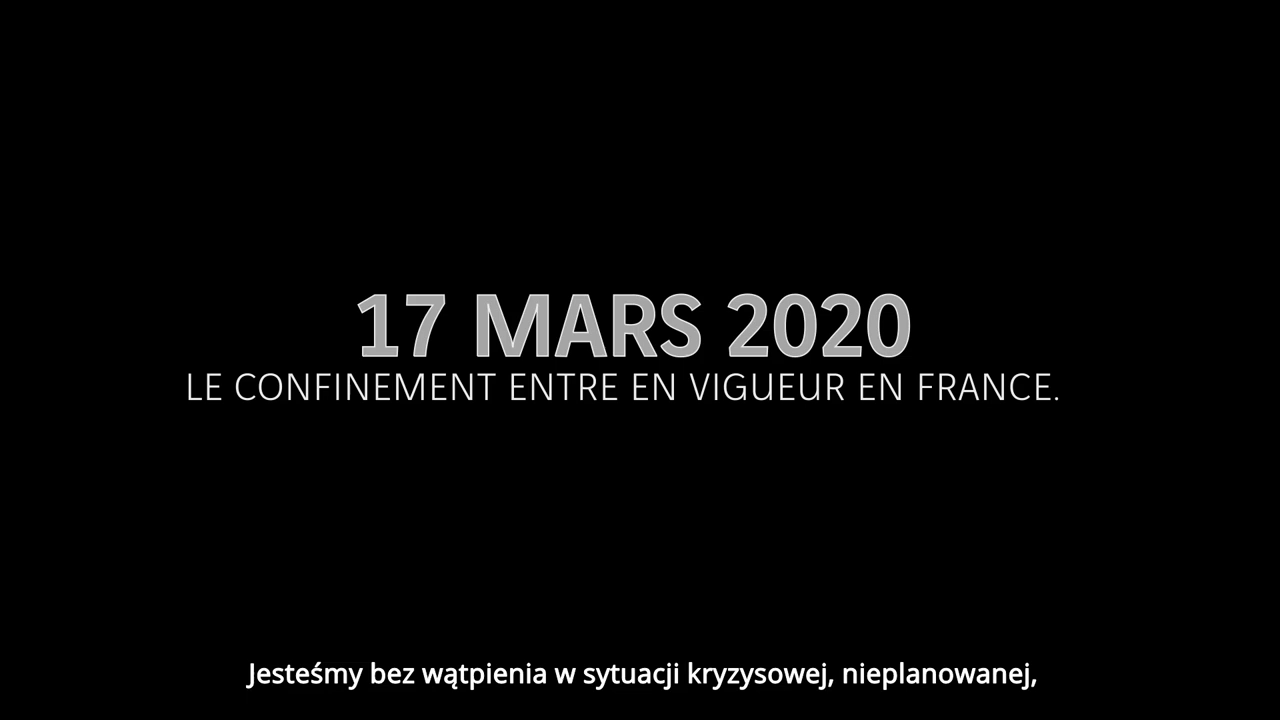 17 MARS 2020
LE CONFINEMENT ENTRE EN VIGUEUR EN FRANCE.
Jesteśmy bez wątpienia w sytuacji kryzysowej, nieplanowanej,